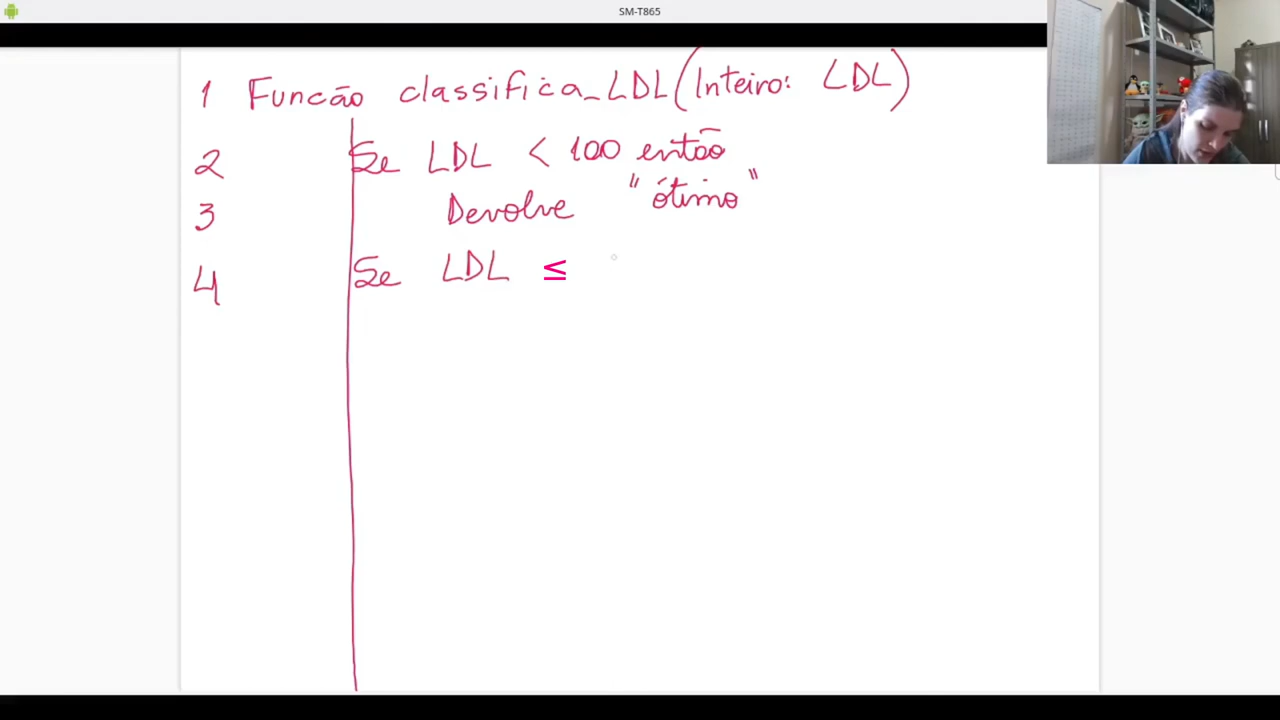 SM-T865
1 Funcão classifica_LDL(Inteiro: LDL)
2 Se LDL < 100 então
3 Devolve "ótimo"
4 Se LDL ≤